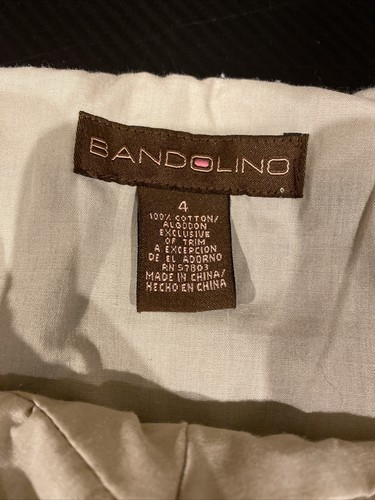 BANDOLINO
4
100% COTTON/
ALGODON
EXCLUSIVE
OF TRIM
A EXCEPCION
DE EL ADORNO
RN 57803
MADE IN CHINA/
HECHO EN CHINA